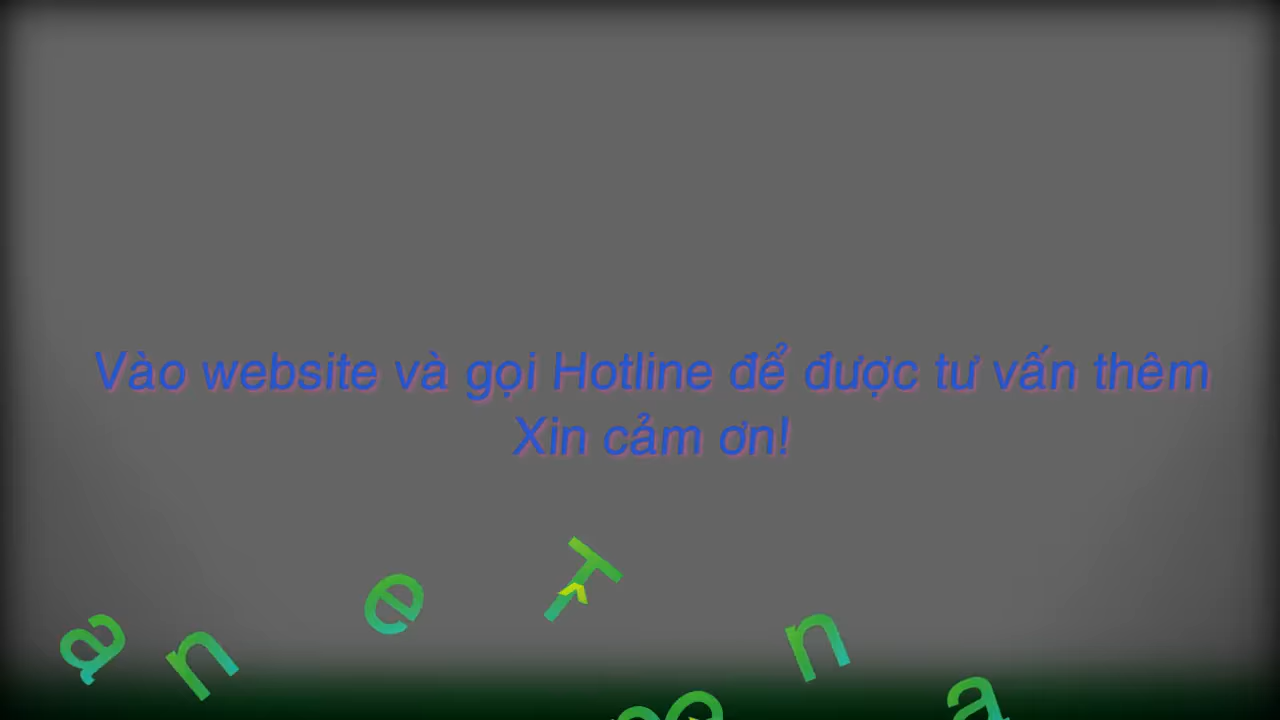 Vào website và gọi Hotline để được tư vấn thêm
Xin cảm ơn!
a n e T n a